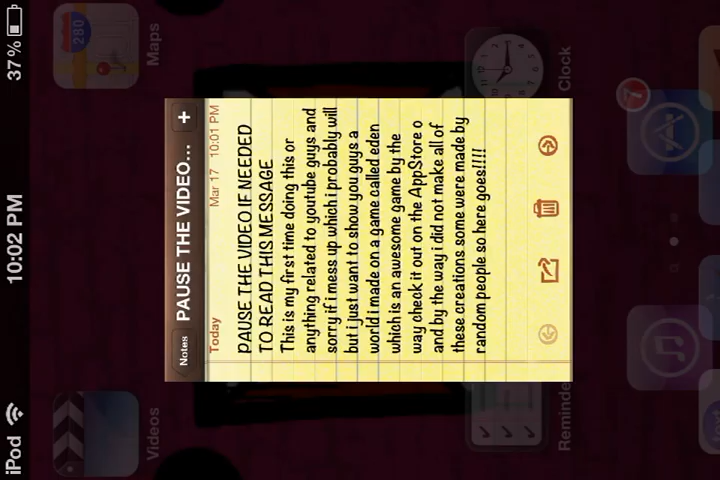 iPod 10:02 PM 37%
Videos
Maps
Notes PAUSE THE VIDEO... +
Today Mar 17 10:01 PM
PAUSE THE VIDEO IF NEEDED
TO READ THIS MESSAGE
This is my first time doing this or
anything related to youtube guys and
sorry if i mess up which i probably will
but i just want to show you guys a
world i made on a game called eden
which is an awesome game by the
way check it out on the AppStore o
and by the way i did not make all of
these creations some were made by
random people so here goes!!!!
280
Reminde
Clock
7